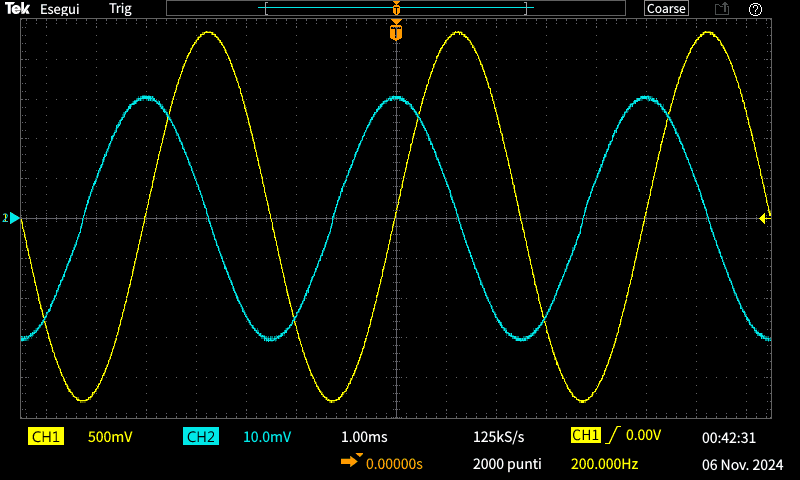 Tek Esegui Trig Coarse ?
T
T
2
CH1 500mV CH2 10.0mV 1.00ms 125kS/s CH1 0.00V 00:42:31
0.00000s 2000 punti 200.000Hz 06 Nov. 2024